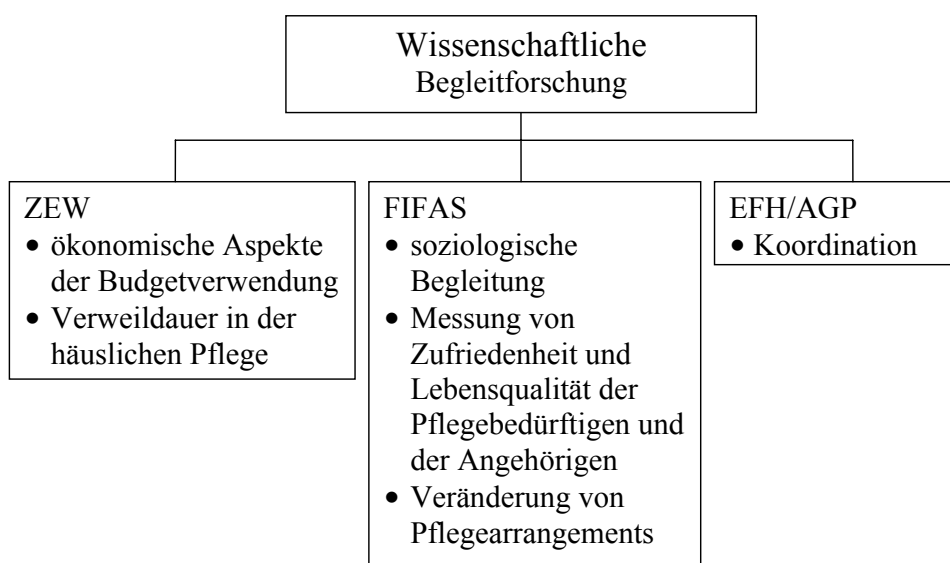 Wissenschaftliche
Begleitforschung
ZEW
• ökonomische Aspekte
der Budgetverwendung
• Verweildauer in der
häuslichen Pflege
FIFAS
• soziologische
Begleitung
• Messung von
Zufriedenheit und
Lebensqualität der
Pflegebedürftigen und
der Angehörigen
• Veränderung von
Pflegearrangements
EFH/AGP
• Koordination